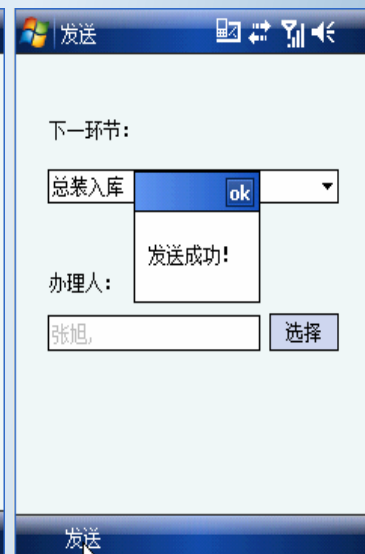 发送
下一环节:
总装入库
ok
发送成功!
办理人:
张旭,
选择
发送